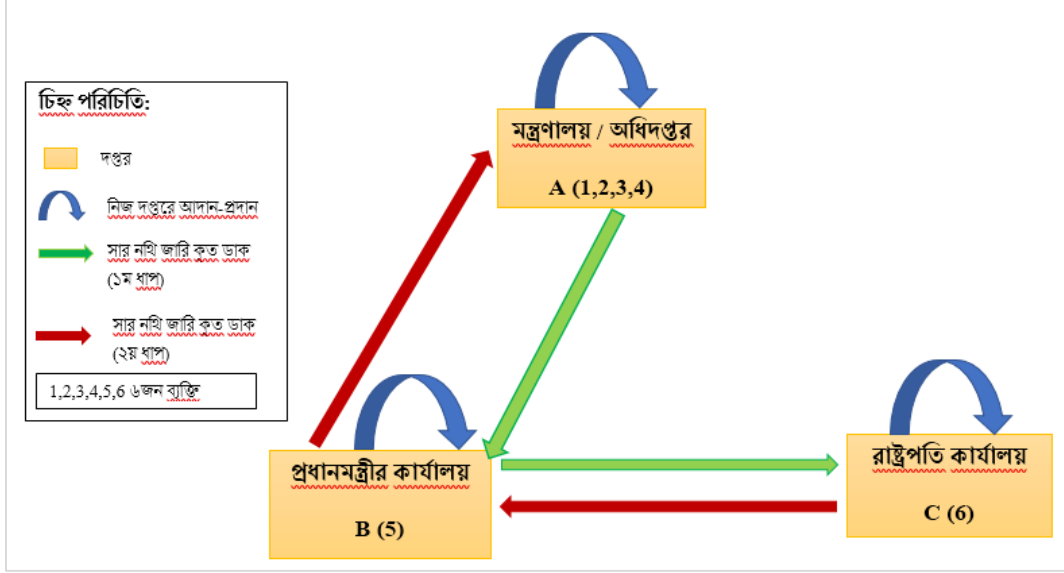 চিহ্ন পরিচিতি:
দপ্তর
নিজ দপ্তরে আদান-প্রদান
সার নথি জারি কৃত ডাক
(১ম ধাপ)
সার নথি জারি কৃত ডাক
(২য় ধাপ)
1,2,3,4,5,6 ৬জন ব্যক্তি
মন্ত্রণালয় / অধিদপ্তর
A (1,2,3,4)
প্রধানমন্ত্রীর কার্যালয়
B (5)
রাষ্ট্রপতি কার্যালয়
C (6)